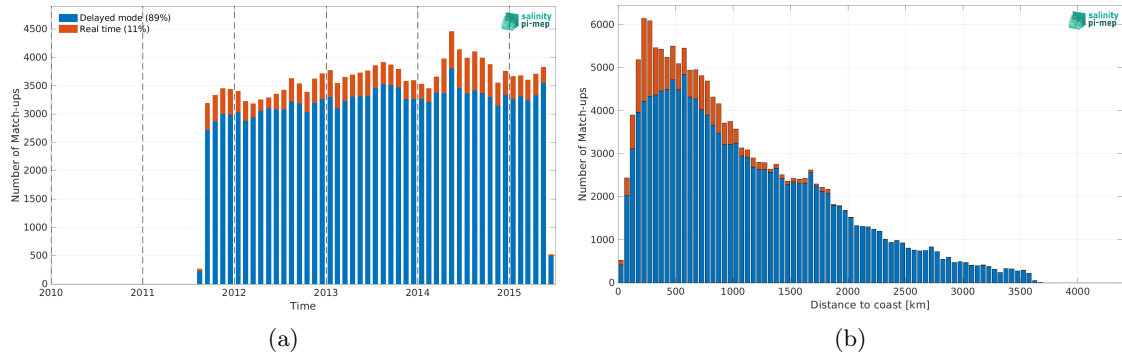 Delayed mode (89%)
Real time (11%)
salinity
pi-mep
4500
4000
3500
3000
2500
2000
1500
1000
500
0
Number of Match-ups
2010
2011
2012
2013
2014
2015
Time
(a)
salinity
pi-mep
6000
5000
4000
3000
2000
1000
0
Number of Match-ups
0
500
1000
1500
2000
2500
3000
3500
4000
Distance to coast [km]
(b)